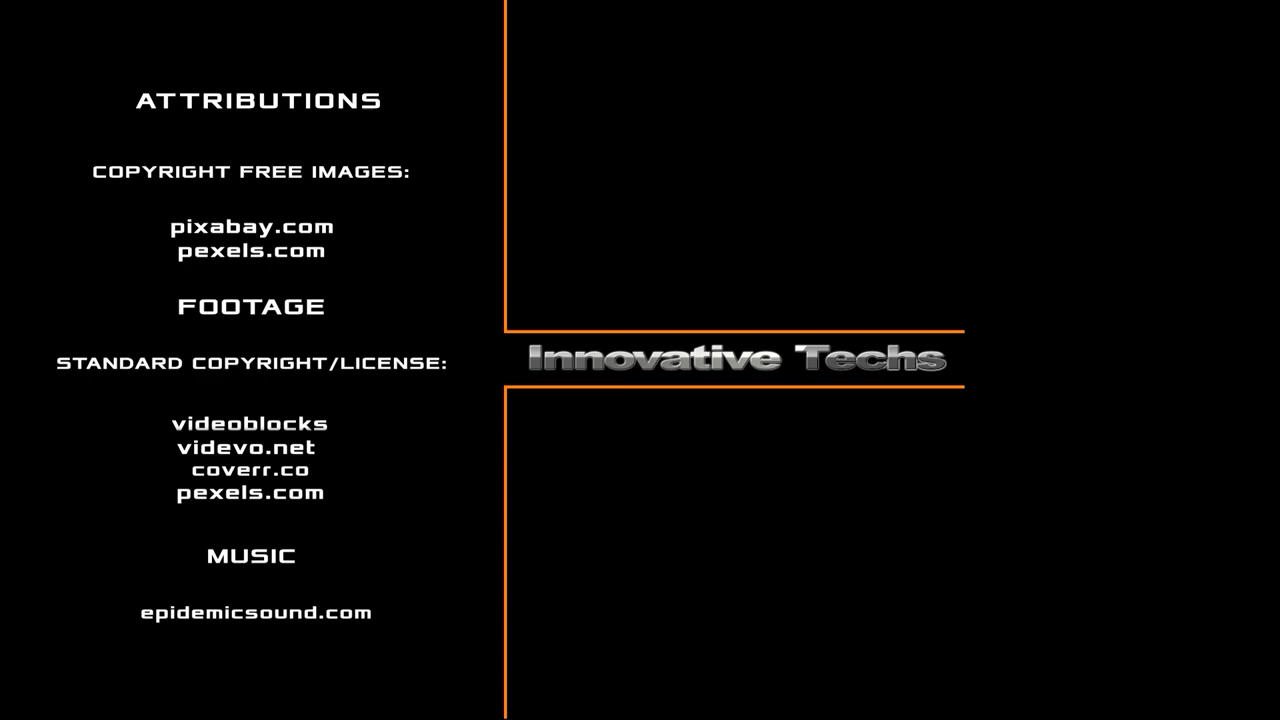 ATTRIBUTIONS
COPYRIGHT FREE IMAGES:
pixabay.com
pexels.com
FOOTAGE
STANDARD COPYRIGHT/LICENSE:
videoblocks
videvo.net
coverr.co
pexels.com
MUSIC
epidemicsound.com
Innovative Techs